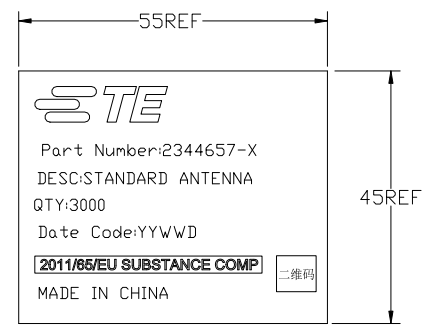 55REF
TE
Part Number:2344657-X
DESC:STANDARD ANTENNA
QTY:3000
Date Code:YYWWD
2011/65/EU SUBSTANCE COMP
二维码
MADE IN CHINA
45REF